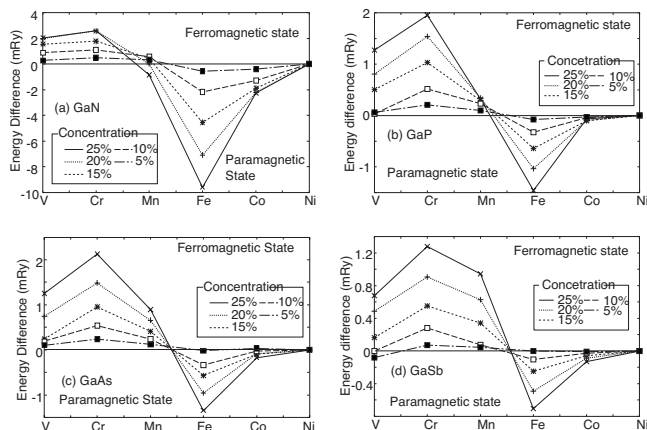 Ferromagnetic state
Energy Difference (mRy)
2
0
-2
-4
-6
-8
-10
(a) GaN
Concentration
25% 10%
20% 5%
15%
Paramagnetic
State
V Cr Mn Fe Co Ni
Ferromagnetic state
Energy difference (mRy)
2
1
0
-1
Concentration
25% 10%
20% 5%
15%
(b) GaP
Paramagnetic State
V Cr Mn Fe Co Ni
Ferromagnetic State
Energy Difference (mRy)
2
1
0
-1
Concetration
25% 10%
20% 5%
15%
(c) GaAs
Paramagnetic State
V Cr Mn Fe Co Ni
Ferromagnetic state
Energy Difference (mRy)
1.2
0.8
0.4
0
-0.4
Concetration
25% 10%
20% 5%
15%
(d) GaSb
Paramagnetic state
V Cr Mn Fe Co Ni